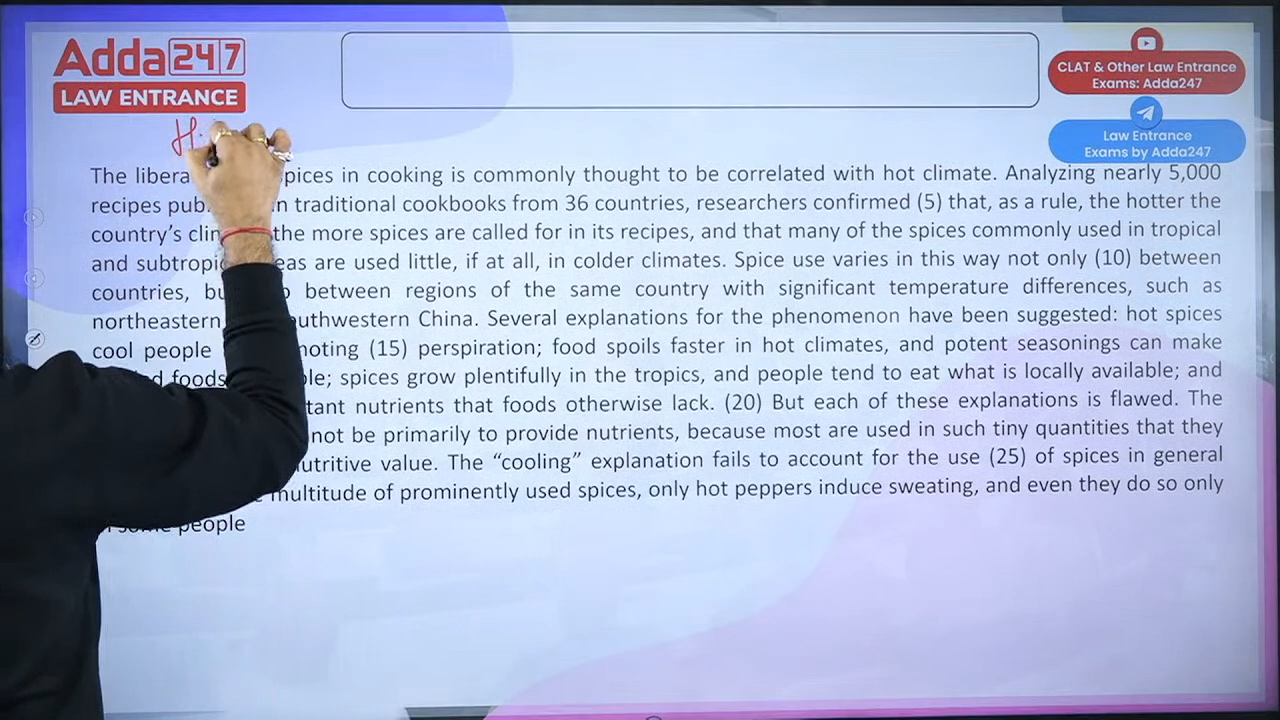 Adda247
LAW ENTRANCE
CLAT & Other Law Entrance
Exams: Adda247
Law Entrance
Exams by Adda247
H
The libera pices in cooking is commonly thought to be correlated with hot climate. Analyzing nearly 5,000
recipes pub n traditional cookbooks from 36 countries, researchers confirmed (5) that, as a rule, the hotter the
country's clim the more spices are called for in its recipes, and that many of the spices commonly used in tropical
and subtropic eas are used little, if at all, in colder climates. Spice use varies in this way not only (10) between
countries, bu between regions of the same country with significant temperature differences, such as
northeastern uthwestern China. Several explanations for the phenomenon have been suggested: hot spices
cool people moting (15) perspiration; food spoils faster in hot climates, and potent seasonings can make
d foods le; spices grow plentifully in the tropics, and people tend to eat what is locally available; and
tant nutrients that foods otherwise lack. (20) But each of these explanations is flawed. The
not be primarily to provide nutrients, because most are used in such tiny quantities that they
utritive value. The “cooling” explanation fails to account for the use (25) of spices in general
multitude of prominently used spices, only hot peppers induce sweating, and even they do so only
some people